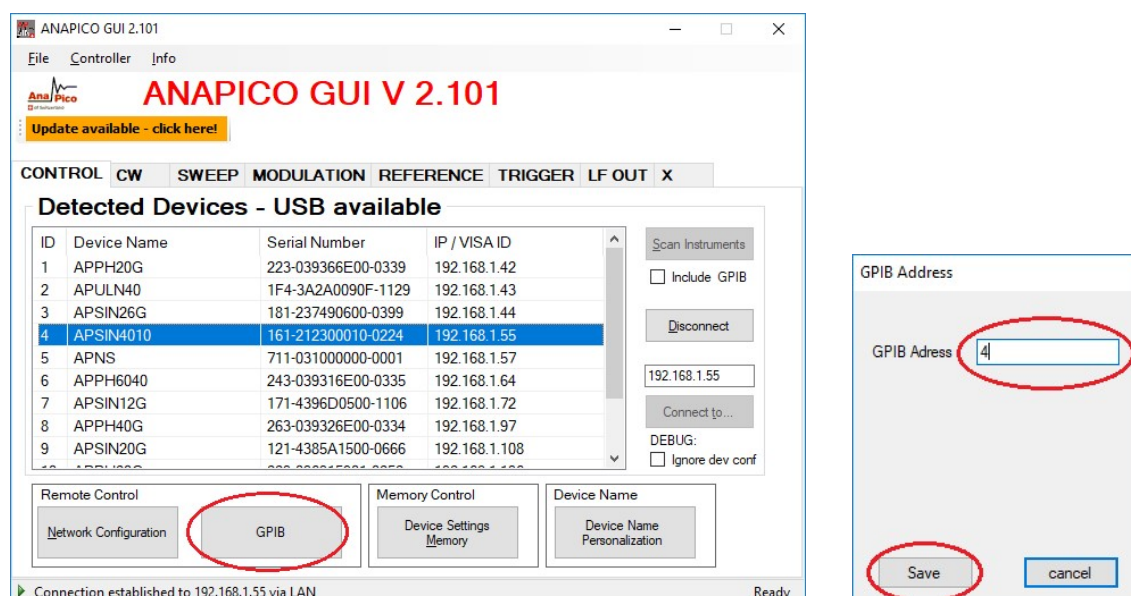 ANAPICO GUI 2.101
File Controller Info
AnaPico
ANAPICO GUI V 2.101
Update available - click here!
CONTROL CW SWEEP MODULATION REFERENCE TRIGGER LF OUT X
Detected Devices - USB available
ID Device Name Serial Number IP / VISA ID
1 APPH20G 223-039366E00-0339 192.168.1.42
2 APULN40 1F4-3A2A0090F-1129 192.168.1.43
3 APSIN26G 181-237490600-0399 192.168.1.44
4 APSIN4010 161-212300010-0224 192.168.1.55
5 APNS 711-031000000-0001 192.168.1.57
6 APPH6040 243-039316E00-0335 192.168.1.64
7 APSIN12G 171-4396D0500-1106 192.168.1.72
8 APPH40G 263-039326E00-0334 192.168.1.97
9 APSIN20G 121-4385A1500-0666 192.168.1.108
Scan Instruments
Include GPIB
Disconnect
192.168.1.55
Connect to...
DEBUG:
Ignore dev conf
Remote Control
Network Configuration
GPIB
Memory Control
Device Settings
Memory
Device Name
Device Name
Personalization
Connection established to 192.168.1.55 via LAN
Ready
GPIB Address
GPIB Adress 4
Save
cancel